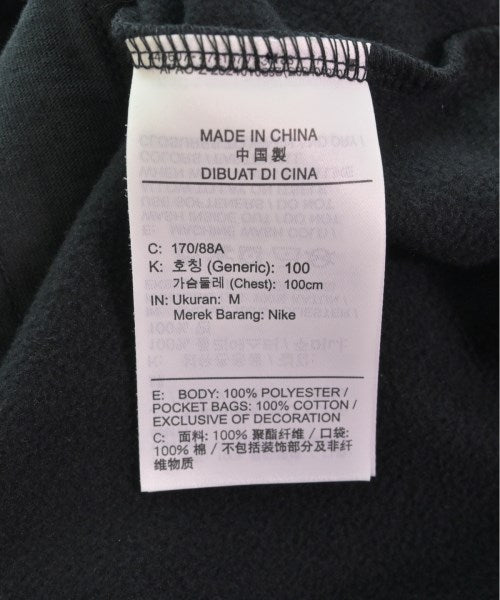 MADE IN CHINA
中国製
DIBUAT DI CINA
C: 170/88A
K: 호칭 (Generic): 100
가슴둘레 (Chest): 100cm
IN: Ukuran: M
Merek Barang: Nike
E: BODY: 100% POLYESTER /
POCKET BAGS: 100% COTTON /
EXCLUSIVE OF DECORATION
C: 面料: 100% 聚酯纤维 / 口袋:
100% 棉 / 不包括装饰部分及非纤
维物质